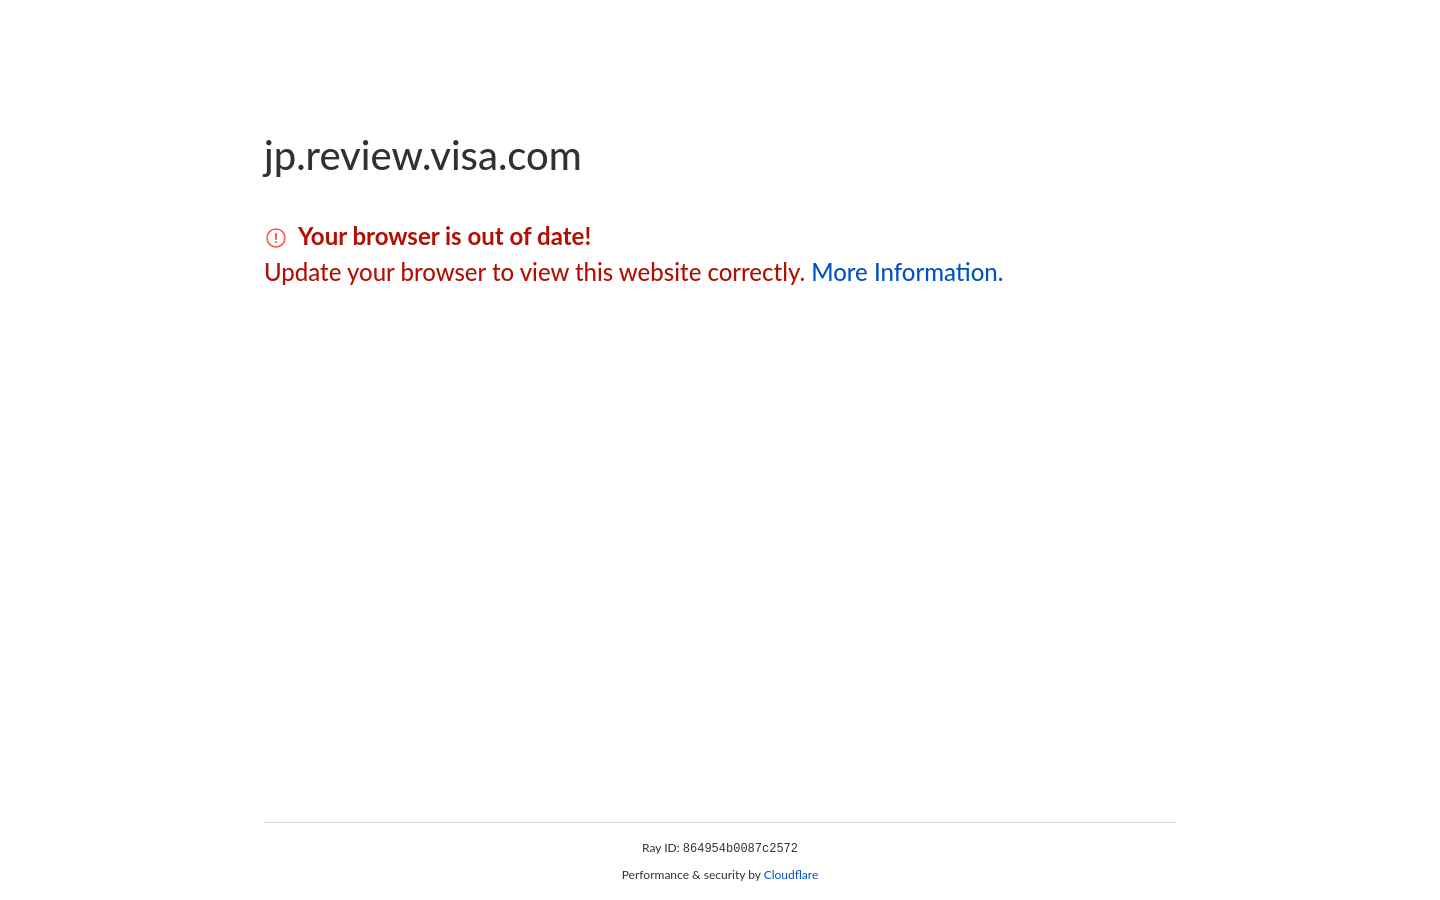 jp.review.visa.com
Your browser is out of date!
Update your browser to view this website correctly. More Information.
Ray ID: 864954b0087c2572
Performance & security by Cloudflare